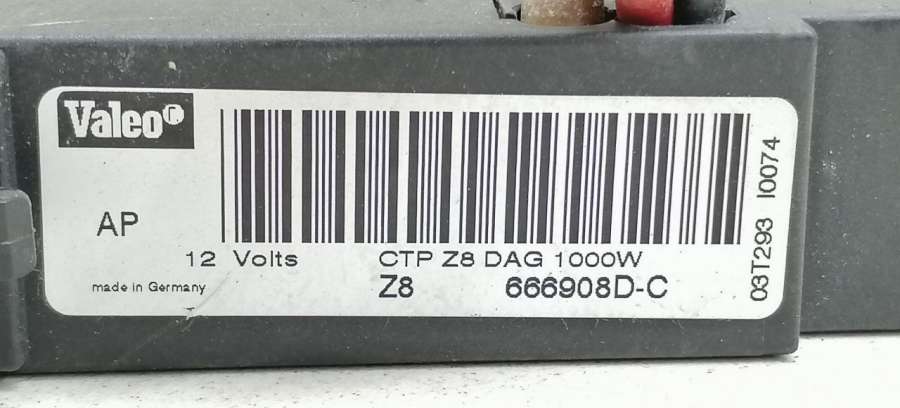 Valeo
AP
12 Volts
CTP Z8 DAG 1000W
made in Germany
Z8
666908D-C
03T293 I0074